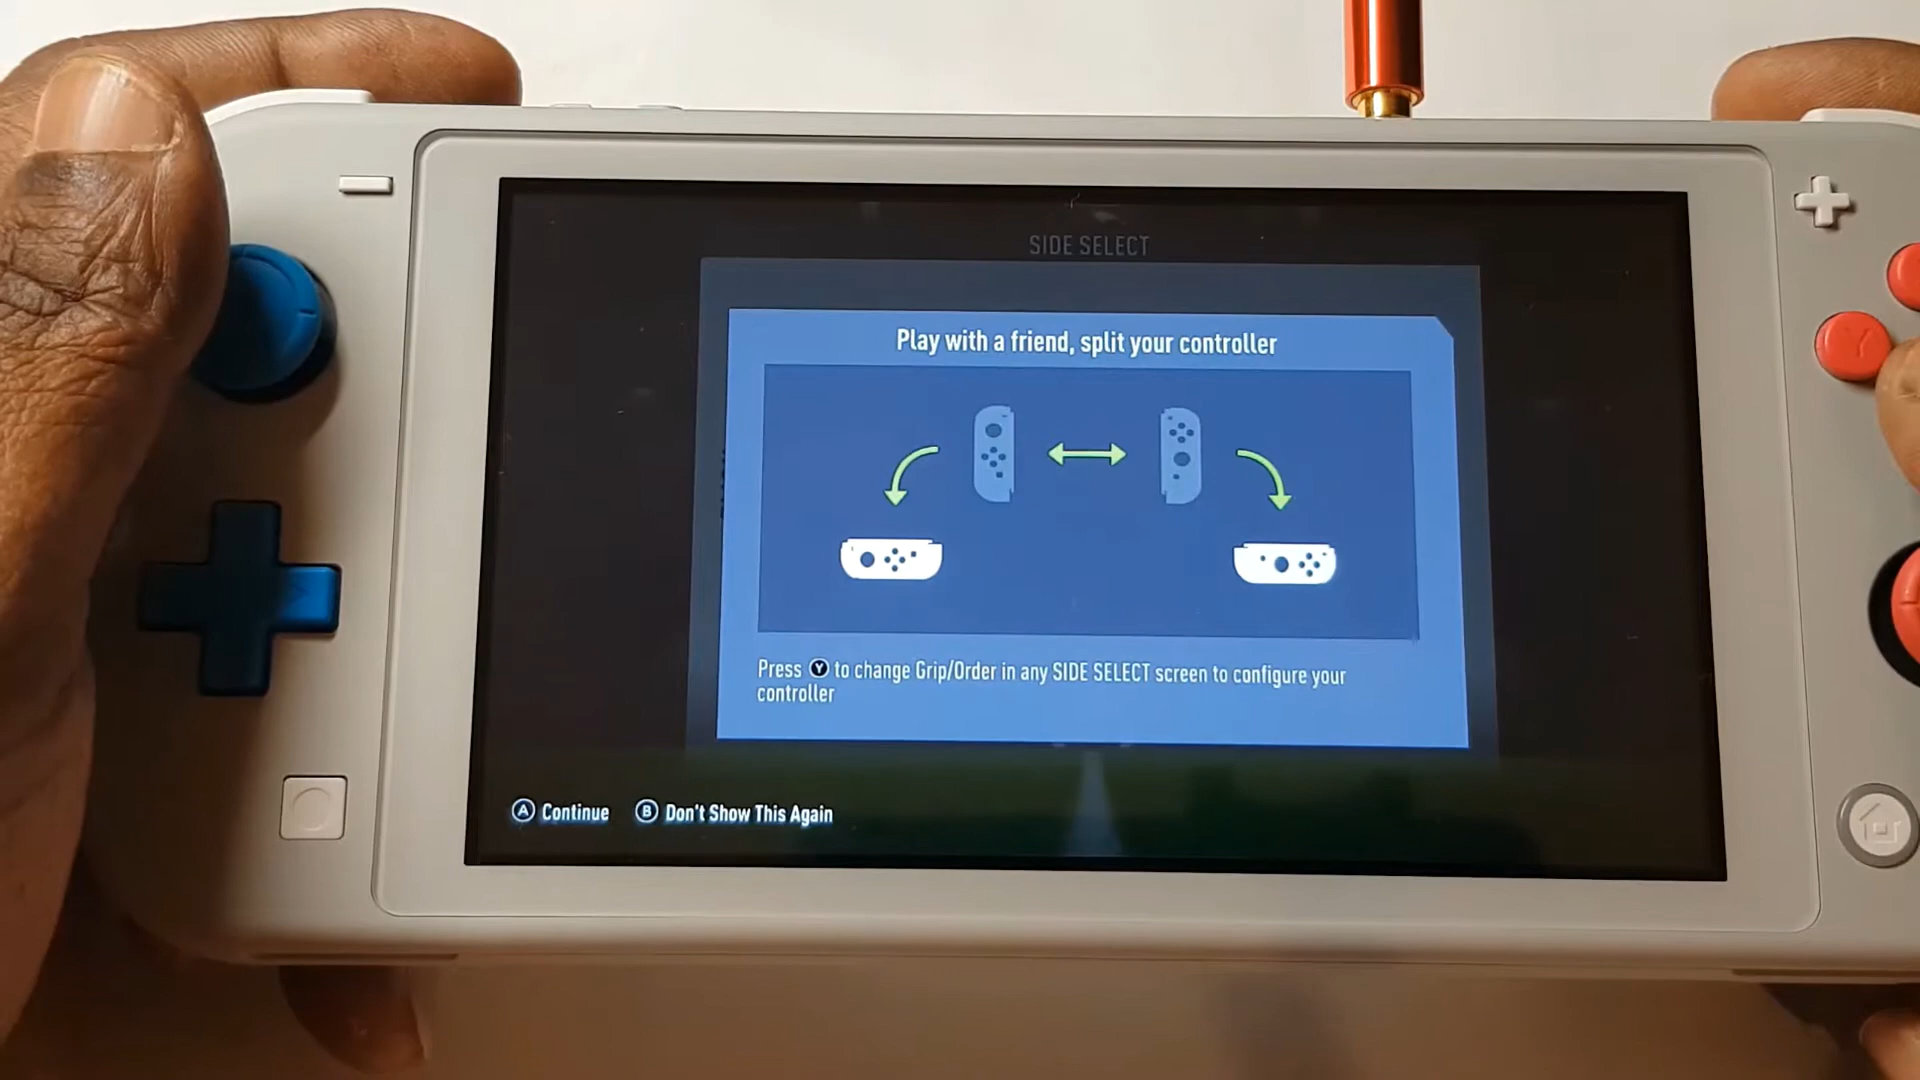 SIDE SELECT
Play with a friend, split your controller
Press Y to change Grip/Order in any SIDE SELECT screen to configure your
controller
A Continue B Don't Show This Again
Y